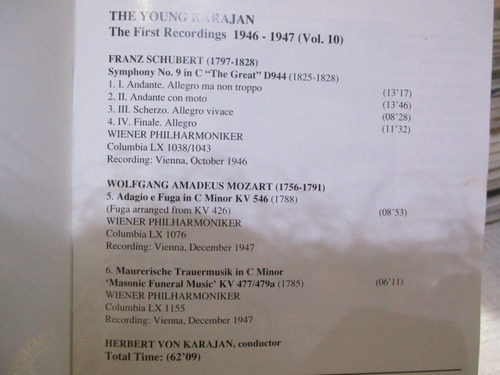 THE YOUNG KARAJAN
The First Recordings 1946 - 1947 (Vol. 10)
FRANZ SCHUBERT (1797-1828)
Symphony No. 9 in C "The Great" D944 (1825-1828)
1. I. Andante. Allegro ma non troppo (13'17)
2. II. Andante con moto (13'46)
3. III. Scherzo. Allegro vivace (08'28)
4. IV. Finale. Allegro (11'32)
WIENER PHILHARMONIKER
Columbia LX 1038/1043
Recording: Vienna, October 1946
WOLFGANG AMADEUS MOZART (1756-1791)
5. Adagio e Fuga in C Minor KV 546 (1788)
(Fuga arranged from KV 426) (08'53)
WIENER PHILHARMONIKER
Columbia LX 1076
Recording: Vienna, December 1947
6. Maurerische Trauermusik in C Minor
'Masonic Funeral Music' KV 477/479a (1785) (06'11)
WIENER PHILHARMONIKER
Columbia LX 1155
Recording: Vienna, December 1947
HERBERT VON KARAJAN, conductor
Total Time: (62'09)